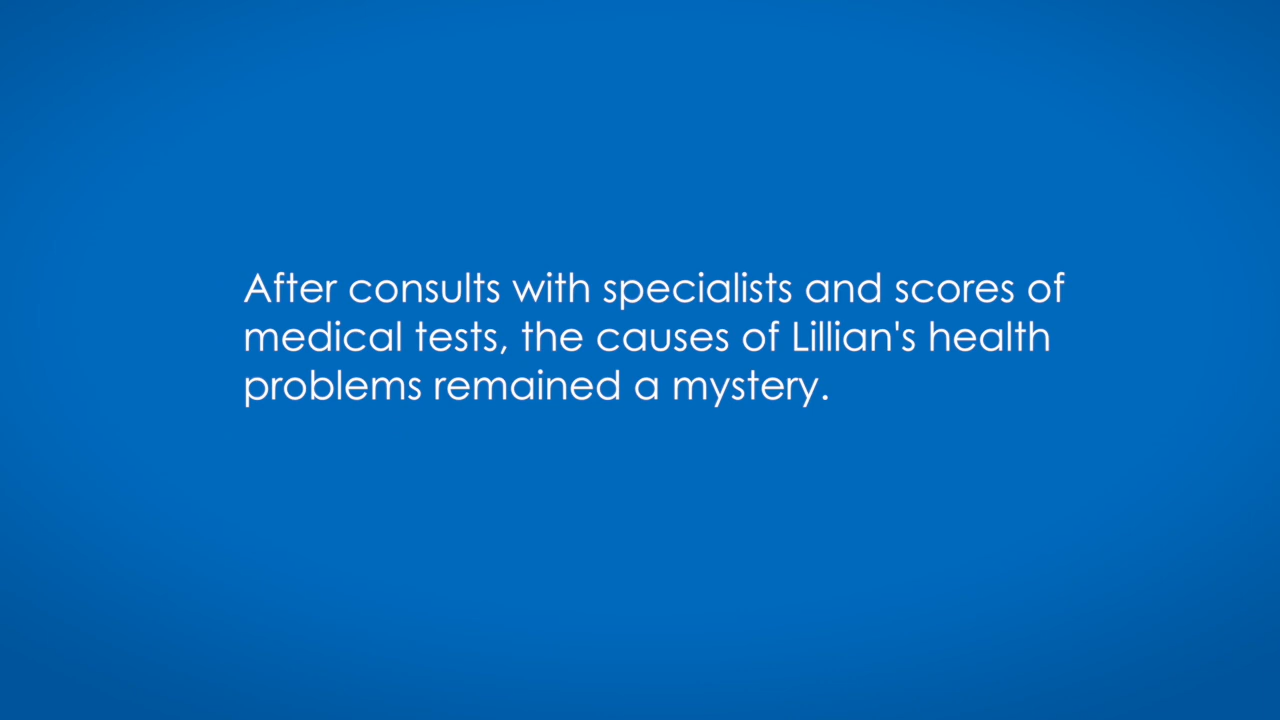 After consults with specialists and scores of
medical tests, the causes of Lillian's health
problems remained a mystery.